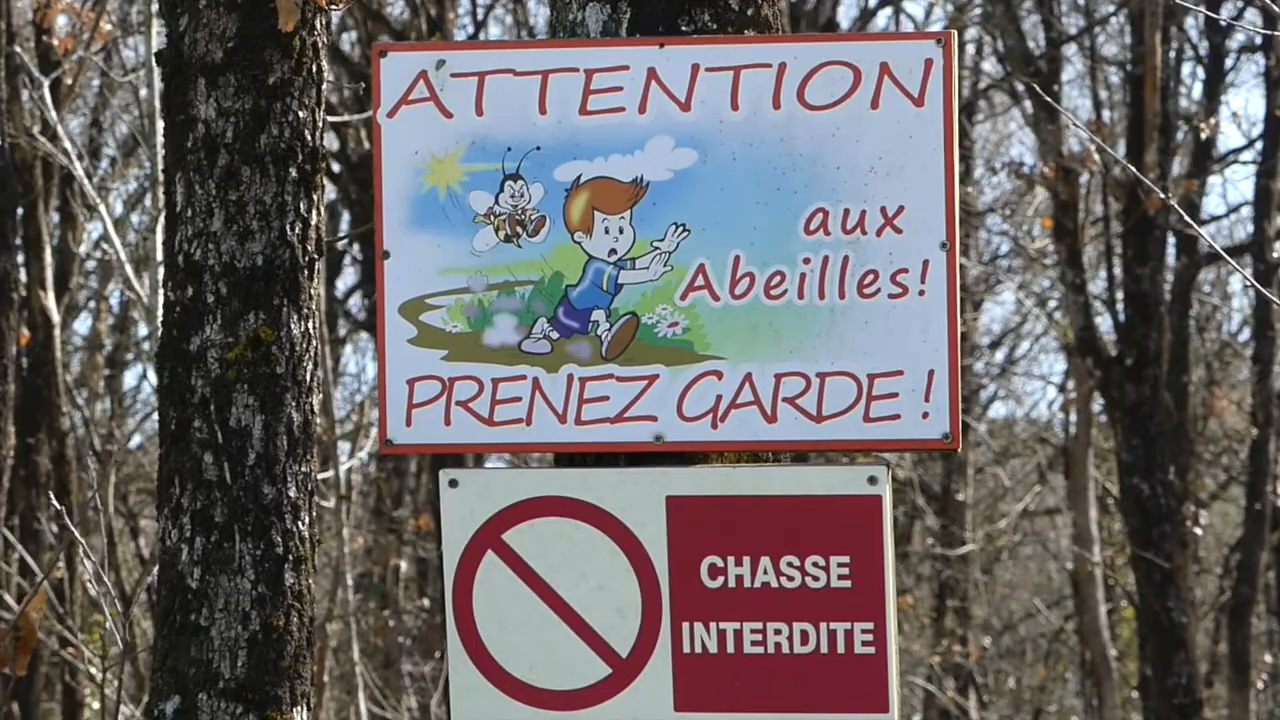 ATTENTION
aux
Abeilles!
PRENEZ GARDE !
CHASSE
INTERDITE